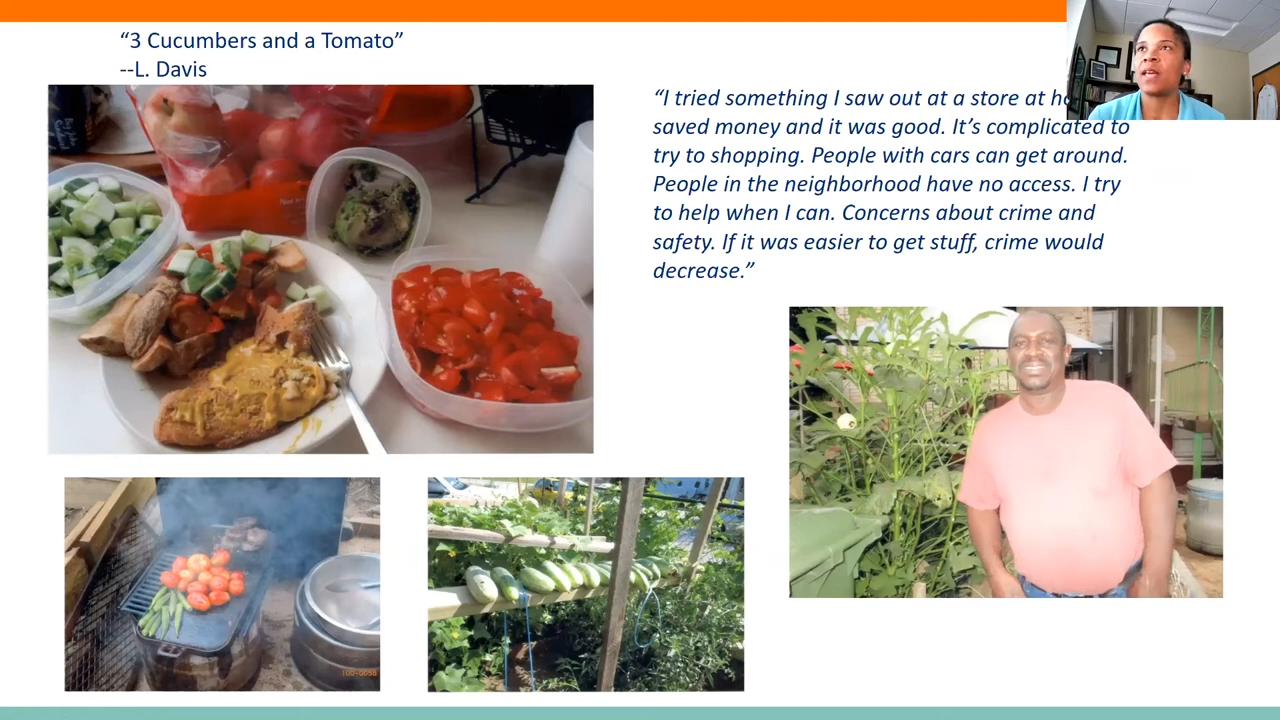 “3 Cucumbers and a Tomato”
--L. Davis
“I tried something I saw out at a store at
saved money and it was good. It’s complicated to
try to shopping. People with cars can get around.
People in the neighborhood have no access. I try
to help when I can. Concerns about crime and
safety. If it was easier to get stuff, crime would
decrease.”
100-0058